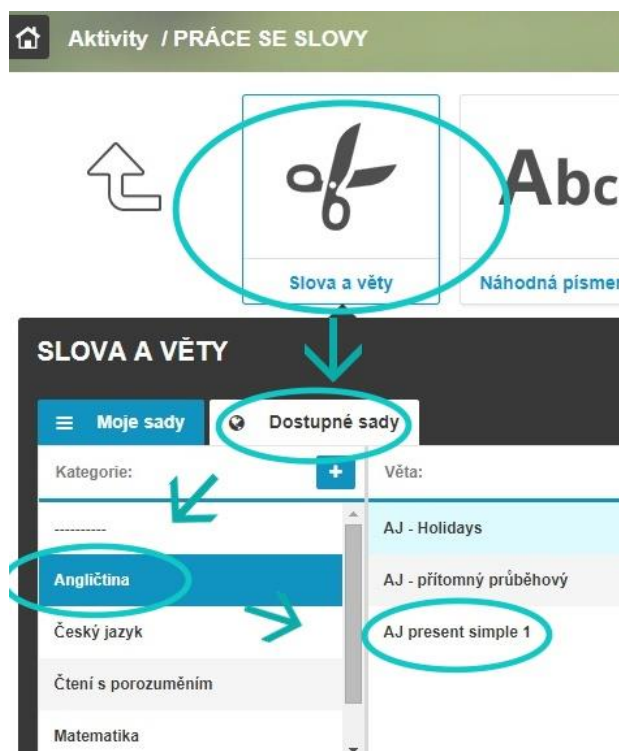 Aktivity / PRÁCE SE SLOVY
Abc
Slova a věty
Náhodná písmen
SLOVA A VĚTY
Moje sady
Dostupné sady
Kategorie:
+
Věta:
----------
AJ - Holidays
Angličtina
AJ - přítomný průběhový
Český jazyk
AJ present simple 1
Čtení s porozuměním
Matematika